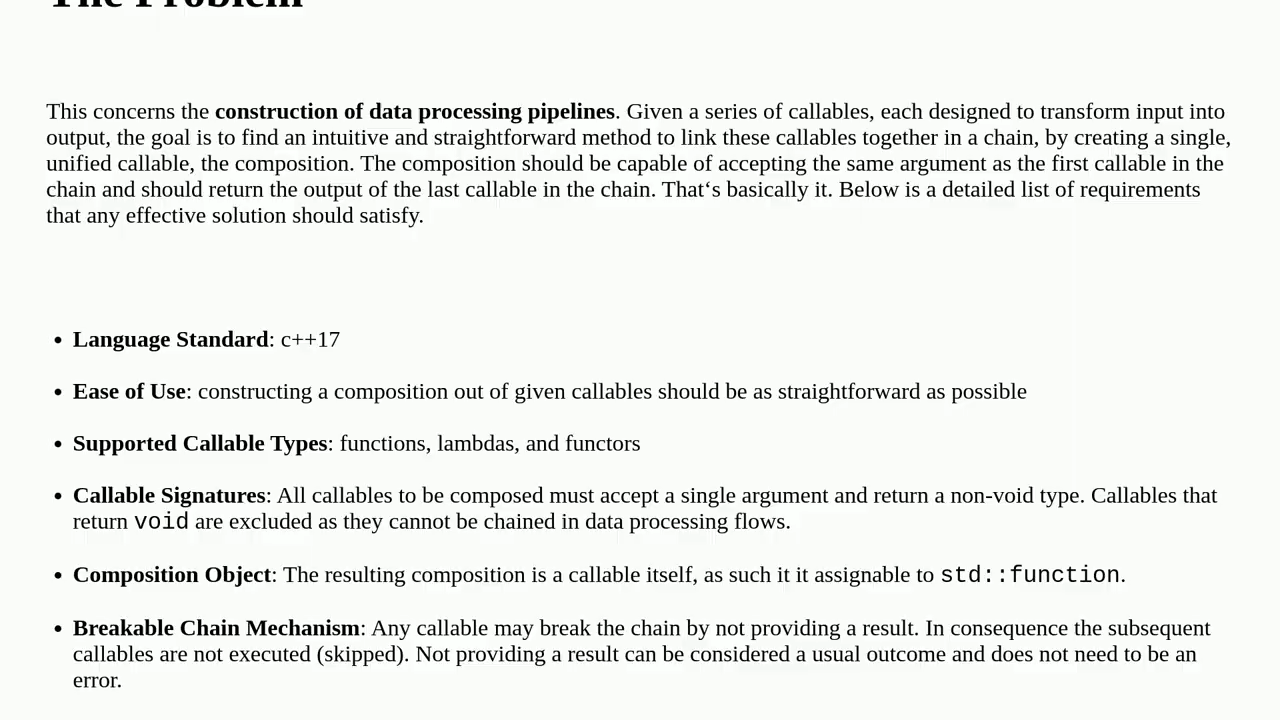 The Problem
This concerns the construction of data processing pipelines. Given a series of callables, each designed to transform input into
output, the goal is to find an intuitive and straightforward method to link these callables together in a chain, by creating a single,
unified callable, the composition. The composition should be capable of accepting the same argument as the first callable in the
chain and should return the output of the last callable in the chain. That‘s basically it. Below is a detailed list of requirements
that any effective solution should satisfy.
• Language Standard: c++17
• Ease of Use: constructing a composition out of given callables should be as straightforward as possible
• Supported Callable Types: functions, lambdas, and functors
• Callable Signatures: All callables to be composed must accept a single argument and return a non-void type. Callables that
return void are excluded as they cannot be chained in data processing flows.
• Composition Object: The resulting composition is a callable itself, as such it it assignable to std::function.
• Breakable Chain Mechanism: Any callable may break the chain by not providing a result. In consequence the subsequent
callables are not executed (skipped). Not providing a result can be considered a usual outcome and does not need to be an
error.